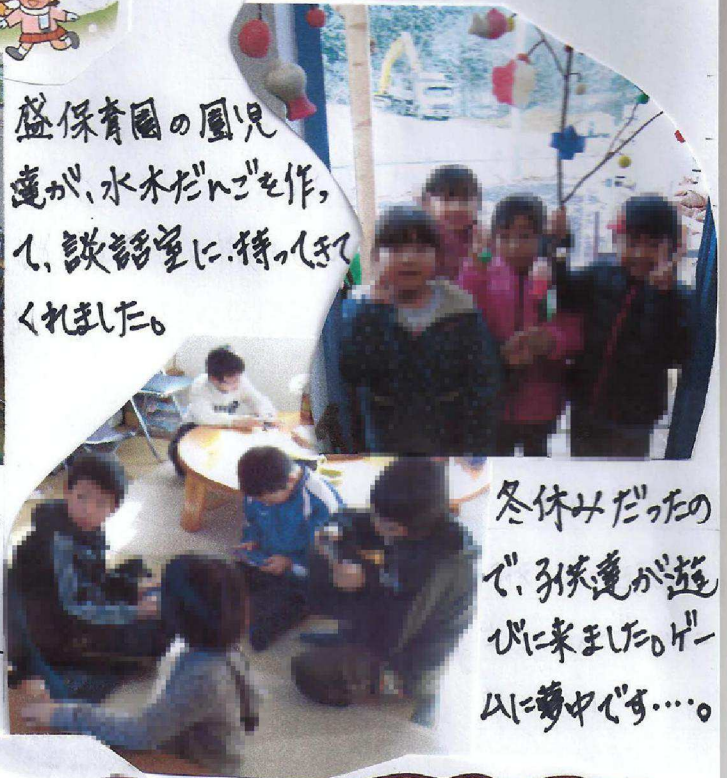 盛保育園の園児
達が、水木だんごを作っ
て、談話室に、持ってきて
くれました。
冬休みだったの
で、子供達が遊
びに来ました。ゲー
ムに夢中です・・・・。